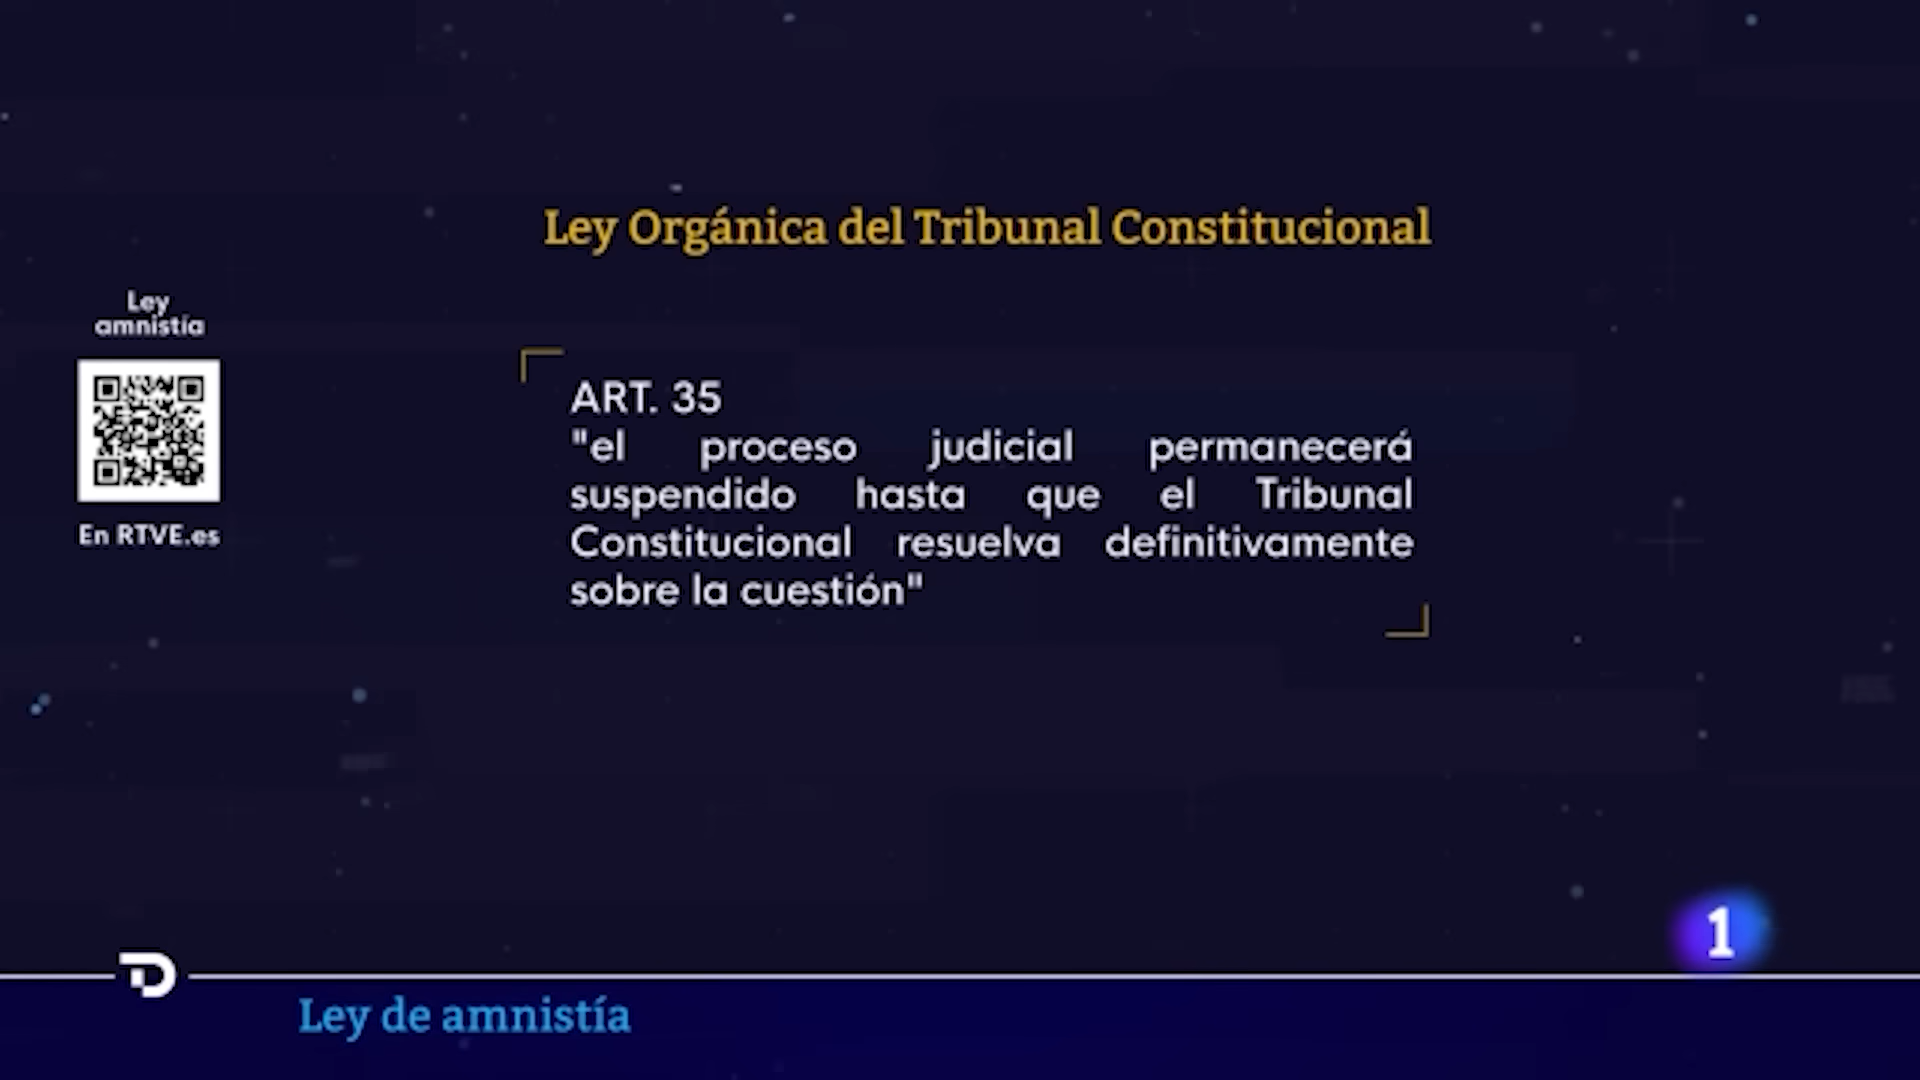 Ley Orgánica del Tribunal Constitucional
Ley
amnistía
En RTVE.es
ART. 35
"el proceso judicial permanecerá
suspendido hasta que el Tribunal
Constitucional resuelva definitivamente
sobre la cuestión"
1
Ley de amnistía